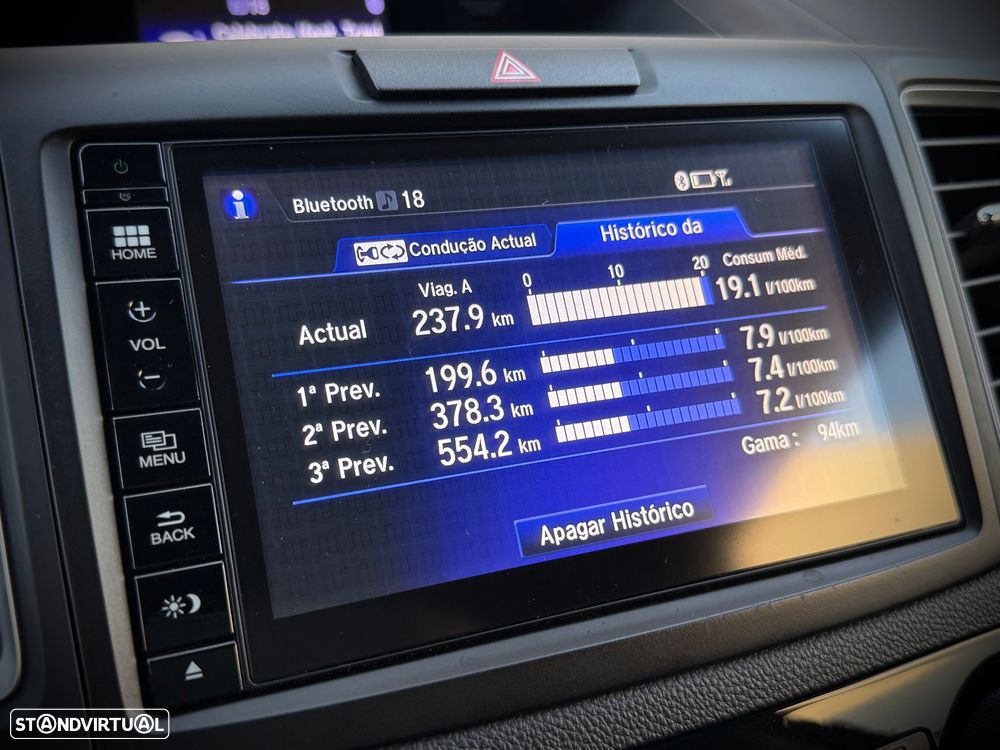 Bluetooth 18
Condução Actual
Histórico da
Viag. A
0 10 20
Consum Méd.
Actual 237.9 km 19.1 l/100km
1ª Prev. 199.6 km 7.9 l/100km
2ª Prev. 378.3 km 7.4 l/100km
3ª Prev. 554.2 km 7.2 l/100km
Gama : 94km
Apagar Histórico
HOME
+
VOL
−
MENU
BACK
STANDVIRTUAL